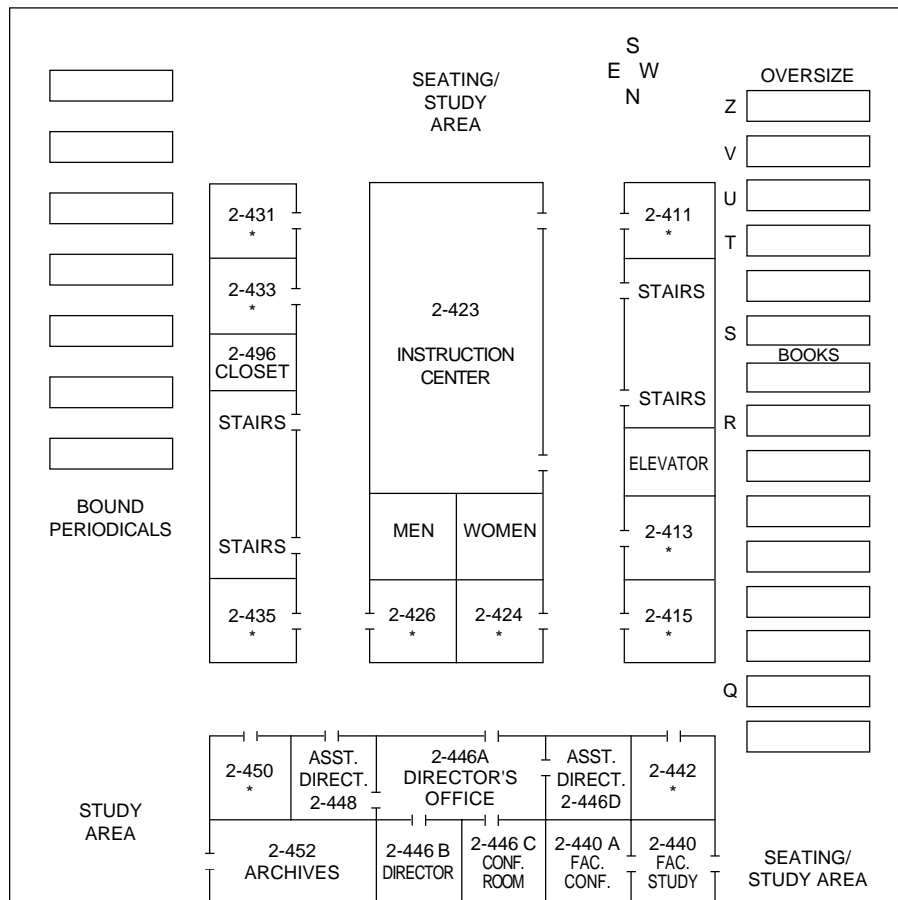 S
E W
N
SEATING/
STUDY
AREA
OVERSIZE
Z
V
U
T
S
BOOKS
R
Q
2-431
*
2-433
*
2-496
CLOSET
STAIRS
STAIRS
2-435
*
BOUND
PERIODICALS
2-423
INSTRUCTION
CENTER
MEN
WOMEN
2-426
*
2-424
*
2-411
*
STAIRS
STAIRS
ELEVATOR
2-413
*
2-415
*
2-450
*
ASST.
DIRECT.
2-448
2-446A
DIRECTOR'S
OFFICE
ASST.
DIRECT.
2-446D
2-442
*
STUDY
AREA
2-452
ARCHIVES
2-446 B
DIRECTOR
2-446 C
CONF.
ROOM
2-440 A
FAC.
CONF.
2-440
FAC.
STUDY
SEATING/
STUDY AREA